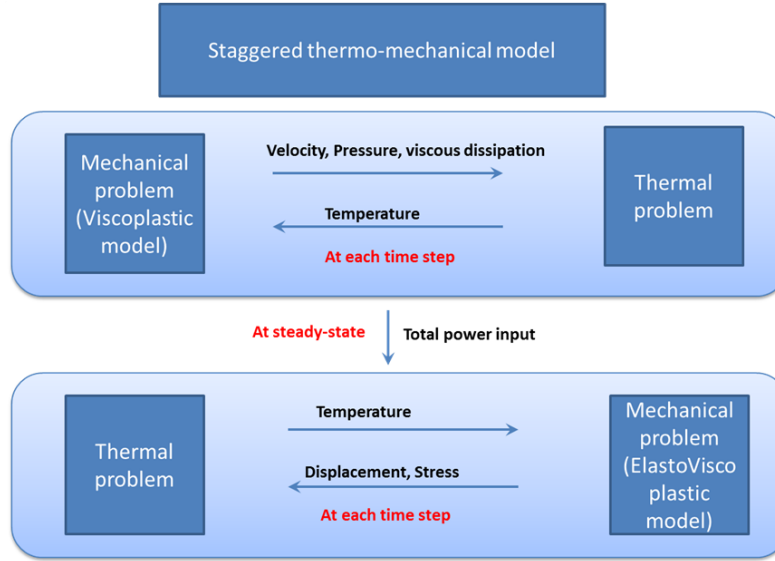 Staggered thermo-mechanical model
Mechanical
problem
(Viscoplastic
model)
Velocity, Pressure, viscous dissipation
Temperature
At each time step
Thermal
problem
At steady-state
Total power input
Thermal
problem
Temperature
Displacement, Stress
At each time step
Mechanical
problem
(ElastoVisco
plastic
model)